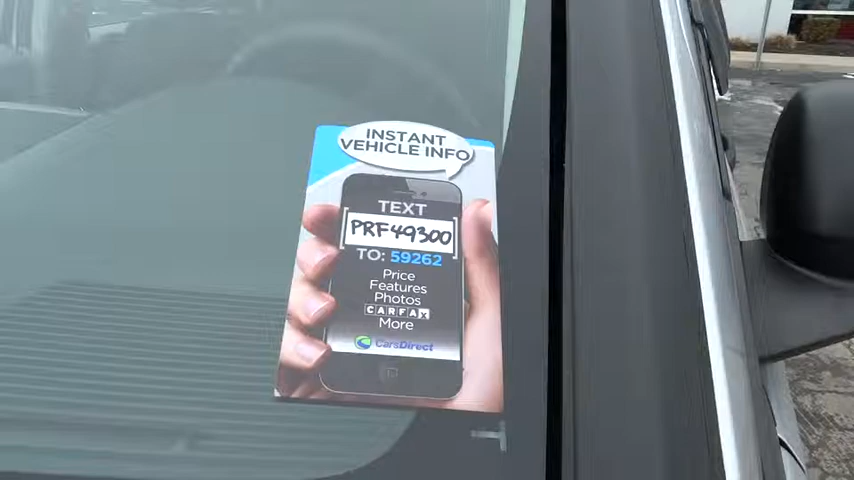 INSTANT
VEHICLE INFO
TEXT
PRF49300
TO: 59262
Price
Features
Photos
CARFAX
More
CarsDirect